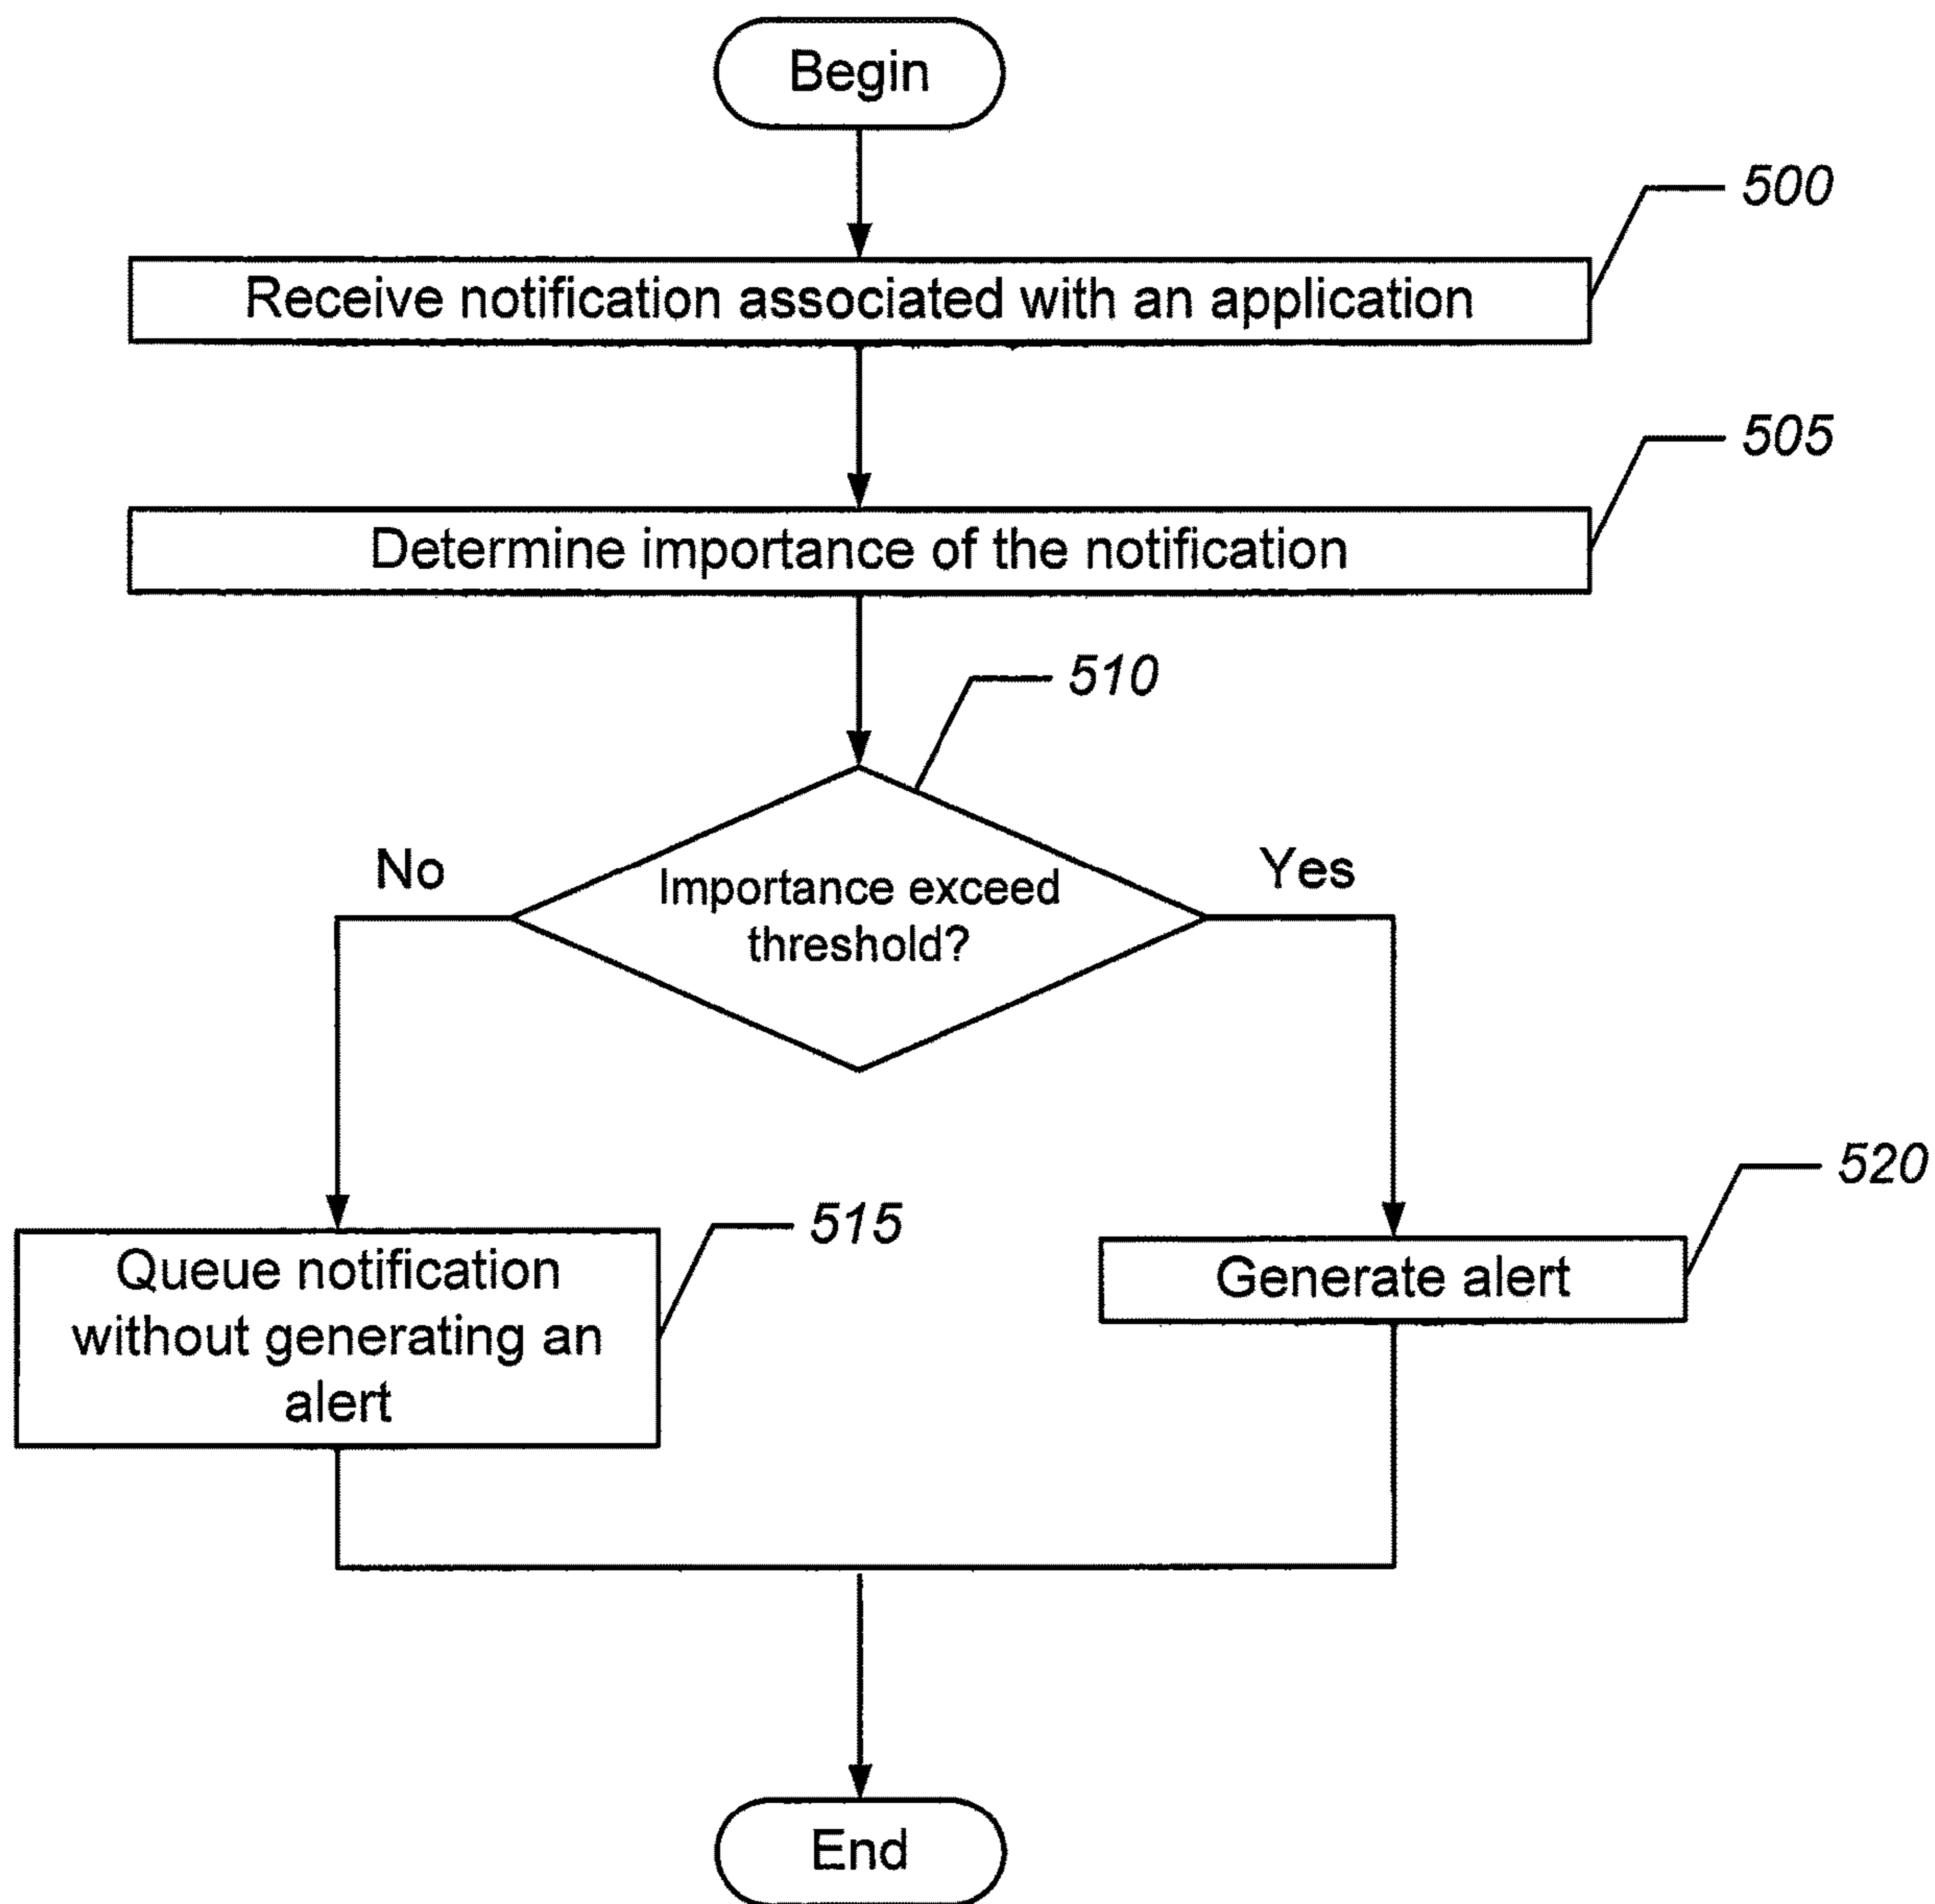 Begin
500
Receive notification associated with an application
505
Determine importance of the notification
510
No
Yes
Importance exceed
threshold?
520
515
Queue notification
without generating an
alert
Generate alert
End